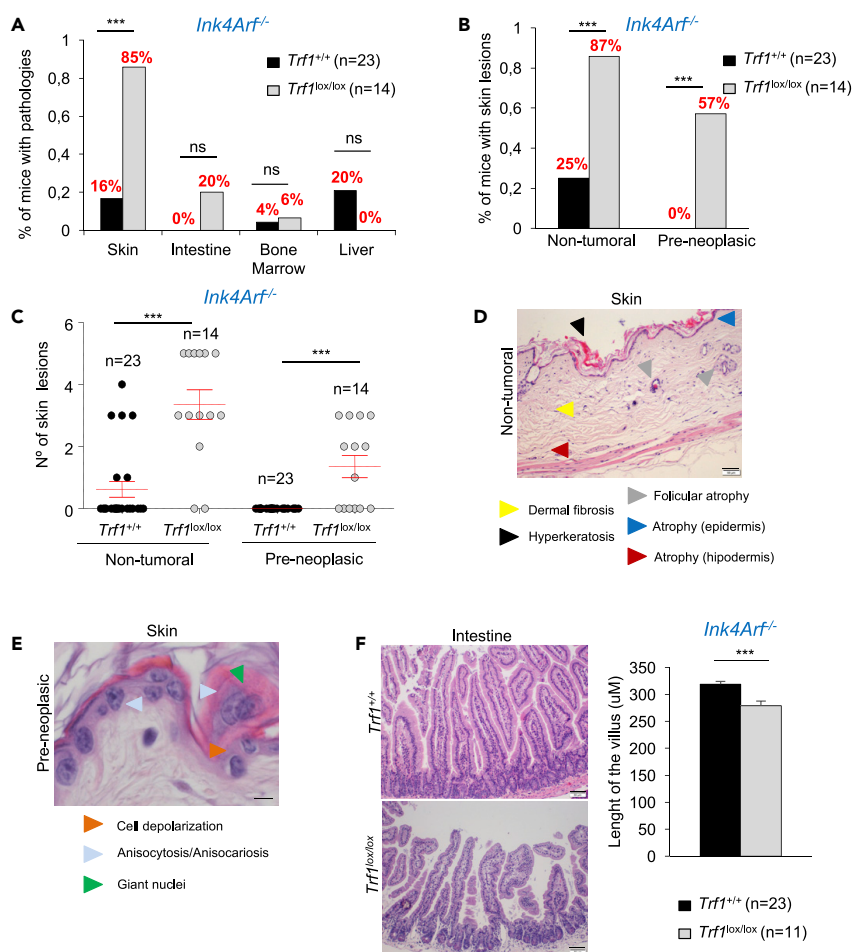 A
Ink4Arf-/-
***
% of mice with pathologies
1
0,8
0,6
0,4
0,2
0
85%
16%
ns
20%
0%
ns
4%
6%
ns
20%
0%
Trf1+/+ (n=23)
Trf1lox/lox (n=14)
Skin
Intestine
Bone
Marrow
Liver
B
Ink4Arf-/-
***
% of mice with skin lesions
1
0,8
0,6
0,4
0,2
0
87%
25%
***
57%
0%
Trf1+/+ (n=23)
Trf1lox/lox (n=14)
Non-tumoral
Pre-neoplasic
C
Ink4Arf-/-
Nº of skin lesions
6
4
2
0
***
n=23
n=14
***
n=23
n=14
Trf1+/+
Trf1lox/lox
Trf1+/+
Trf1lox/lox
Non-tumoral
Pre-neoplasic
D
Skin
Non-tumoral
Dermal fibrosis
Hyperkeratosis
Folicular atrophy
Atrophy (epidermis)
Atrophy (hipodermis)
E
Skin
Pre-neoplasic
Cell depolarization
Anisocytosis/Anisocariosis
Giant nuclei
F
Intestine
Trf1+/+
Trf1lox/lox
Ink4Arf-/-
***
Lenght of the villus (uM)
350
300
250
200
150
100
50
0
Trf1+/+ (n=23)
Trf1lox/lox (n=11)